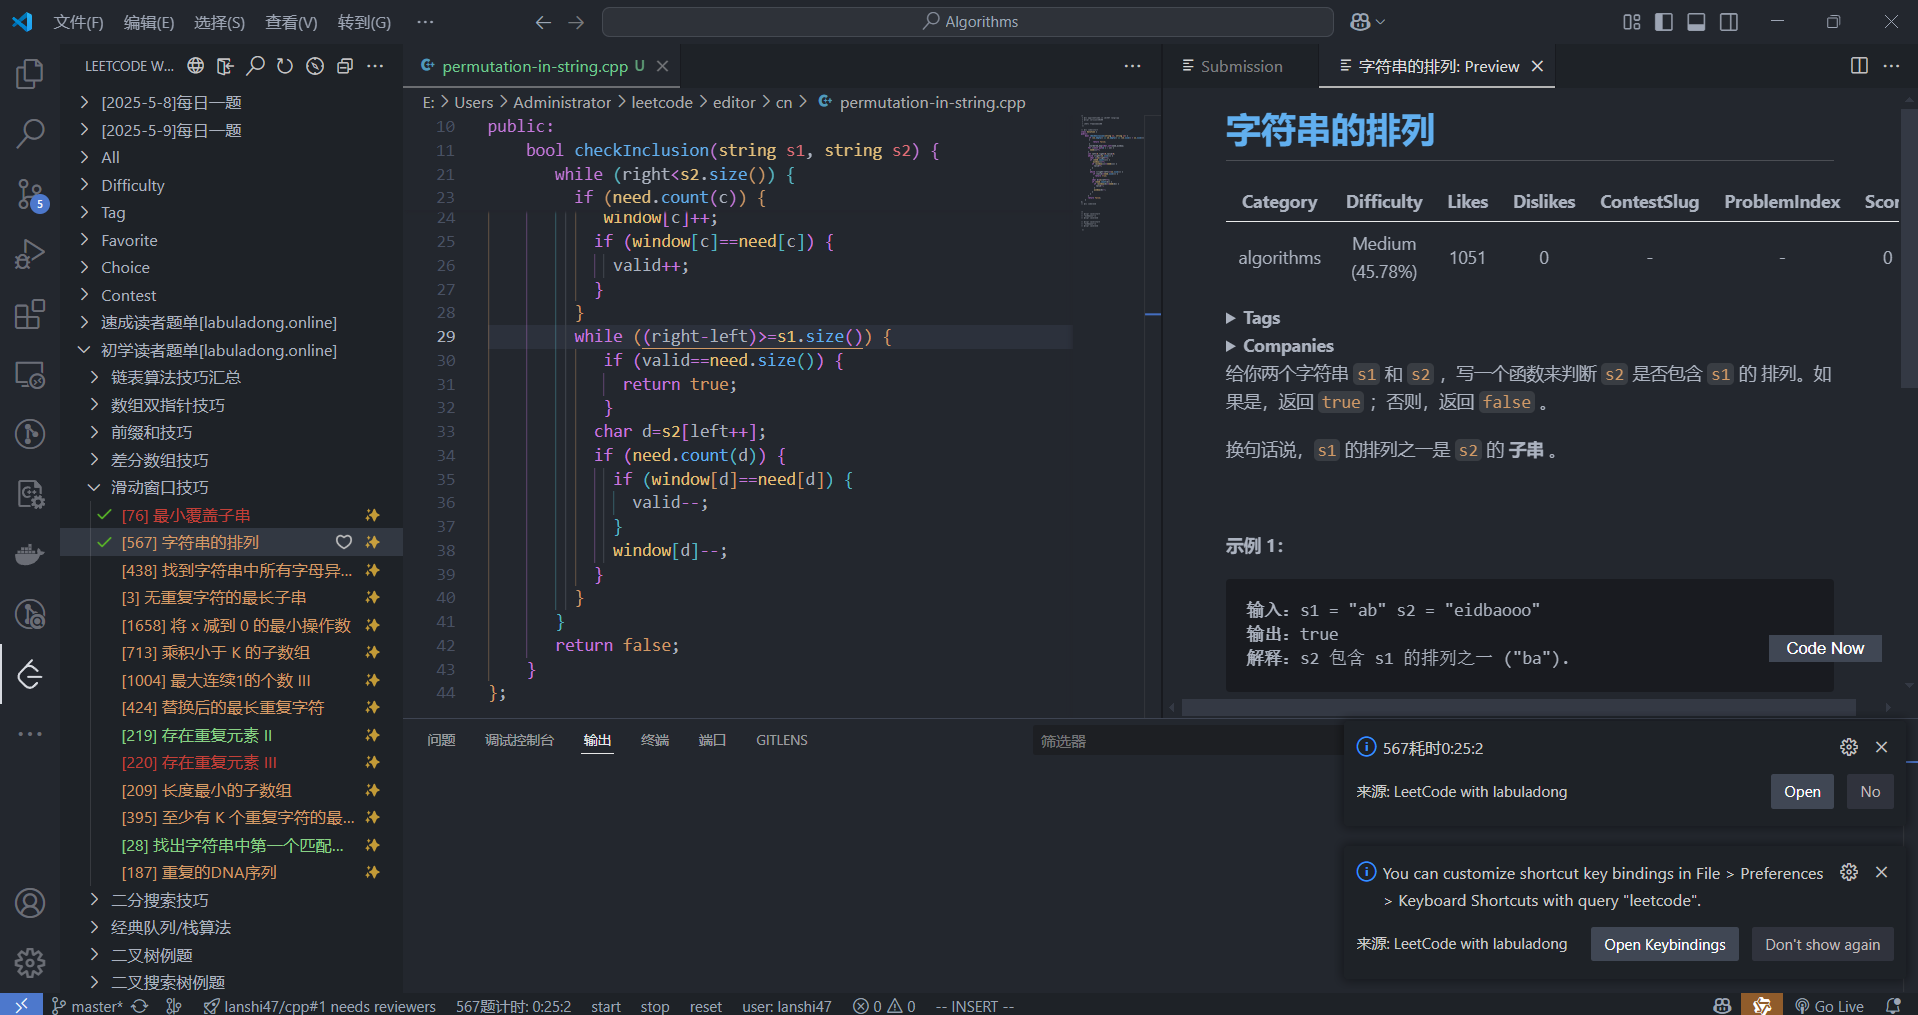 文件(F) 编辑(E) 选择(S) 查看(V) 转到(G) ··· Algorithms
LEETCODE W... ···
[2025-5-8]每日一题
[2025-5-9]每日一题
All
Difficulty
Tag
Favorite
Choice
Contest
速成读者题单[labuladong.online]
初学读者题单[labuladong.online]
链表算法技巧汇总
数组双指针技巧
前缀和技巧
差分数组技巧
滑动窗口技巧
[76] 最小覆盖子串
[567] 字符串的排列
[438] 找到字符串中所有字母异...
[3] 无重复字符的最长子串
[1658] 将 x 减到 0 的最小操作数
[713] 乘积小于 K 的子数组
[1004] 最大连续1的个数 III
[424] 替换后的最长重复字符
[219] 存在重复元素 II
[220] 存在重复元素 III
[209] 长度最小的子数组
[395] 至少有 K 个重复字符的最...
[28] 找出字符串中第一个匹配...
[187] 重复的DNA序列
二分搜索技巧
经典队列/栈算法
二叉树例题
二叉搜索树例题
5
permutation-in-string.cpp U
E: > Users > Administrator > leetcode > editor > cn > permutation-in-string.cpp
10 public:
11 bool checkInclusion(string s1, string s2) {
21 while (right<s2.size()) {
23 if (need.count(c)) {
24 window[c]++;
25 if (window[c]==need[c]) {
26 valid++;
27 }
28 }
29 while ((right-left)>=s1.size()) {
30 if (valid==need.size()) {
31 return true;
32 }
33 char d=s2[left++];
34 if (need.count(d)) {
35 if (window[d]==need[d]) {
36 valid--;
37 }
38 window[d]--;
39 }
40 }
41 }
42 return false;
43 }
44 };
Submission 字符串的排列: Preview
字符串的排列
Category Difficulty Likes Dislikes ContestSlug ProblemIndex Scor
algorithms Medium (45.78%) 1051 0 - - 0
Tags
Companies
给你两个字符串 s1 和 s2 ，写一个函数来判断 s2 是否包含 s1 的 排列。如
果是，返回 true ；否则，返回 false 。
换句话说，s1 的排列之一是 s2 的 子串 。
示例 1：
输入：s1 = "ab" s2 = "eidbaooo"
输出：true
解释：s2 包含 s1 的排列之一 ("ba").
Code Now
问题 调试控制台 输出 终端 端口 GITLENS 筛选器
567耗时0:25:2
来源: LeetCode with labuladong Open No
You can customize shortcut key bindings in File > Preferences
> Keyboard Shortcuts with query "leetcode".
来源: LeetCode with labuladong Open Keybindings Don't show again
master* lanshi47/cpp#1 needs reviewers 567题计时: 0:25:2 start stop reset user: lanshi47 0 0 -- INSERT -- Go Live